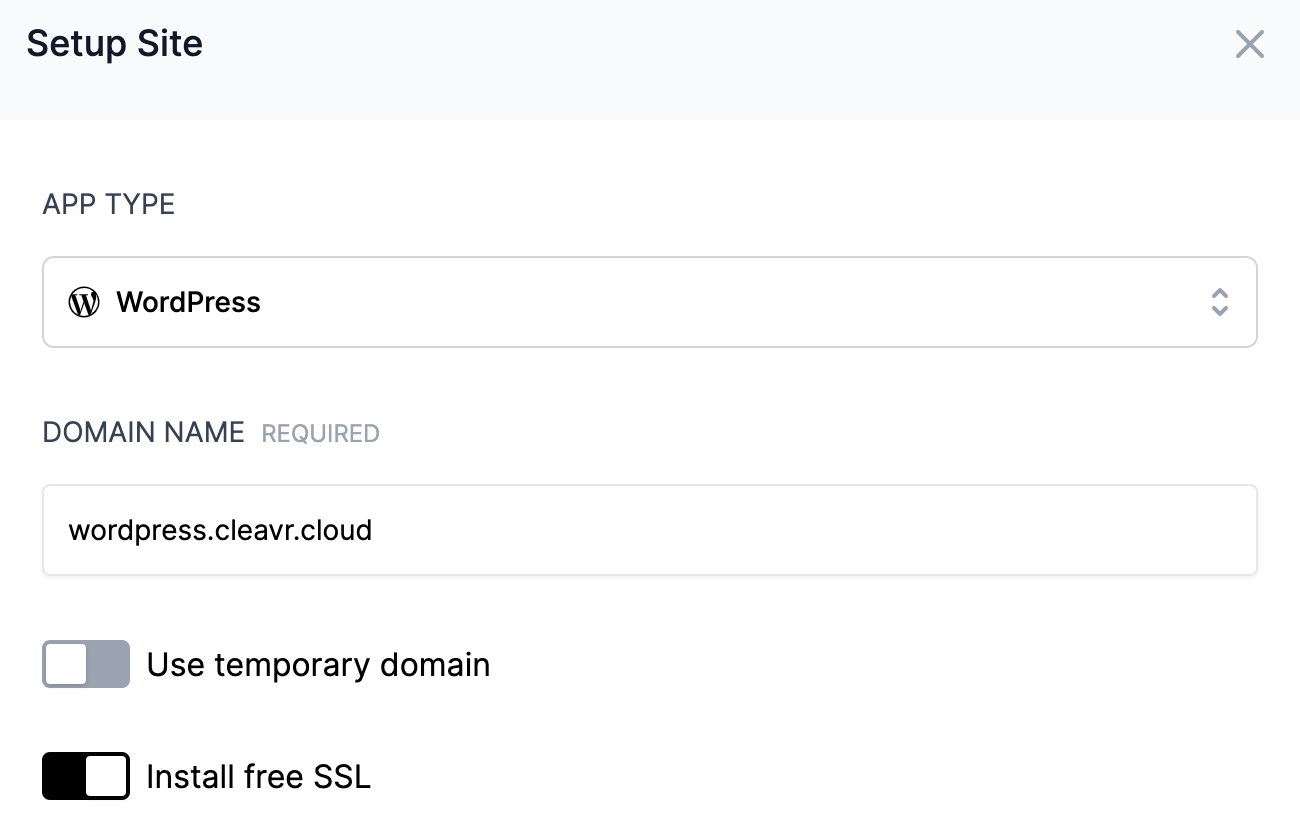 Setup Site
APP TYPE
WordPress
DOMAIN NAME REQUIRED
wordpress.cleavr.cloud
Use temporary domain
Install free SSL